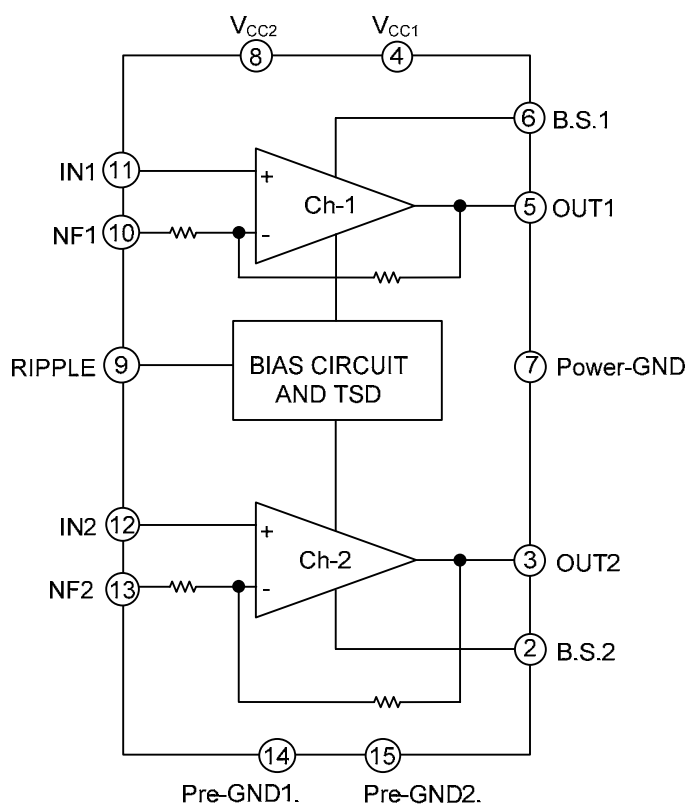 VCC2 VCC1
8 4
6 B.S.1
IN1 11
+
Ch-1
5 OUT1
NF1 10
-
RIPPLE 9
BIAS CIRCUIT
AND TSD
7 Power-GND
IN2 12
+
Ch-2
3 OUT2
NF2 13
-
2 B.S.2
14 15
Pre-GND1. Pre-GND2.